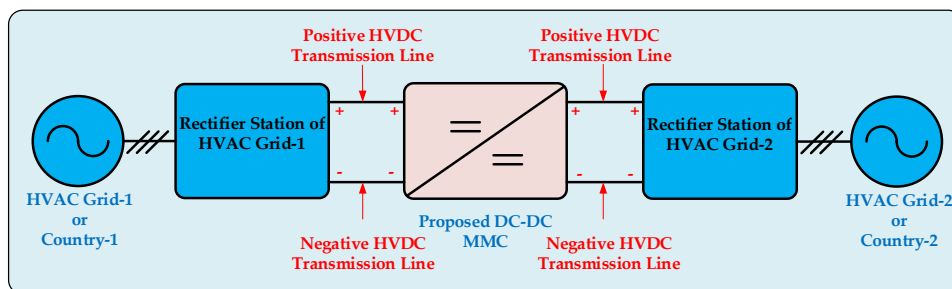 Positive HVDC
Transmission Line
Positive HVDC
Transmission Line
Rectifier Station of
HVAC Grid-1
+ +
- -
+ +
- -
Rectifier Station of
HVAC Grid-2
HVAC Grid-1
or
Country-1
Negative HVDC
Transmission Line
Proposed DC-DC
MMC
Negative HVDC
Transmission Line
HVAC Grid-2
or
Country-2